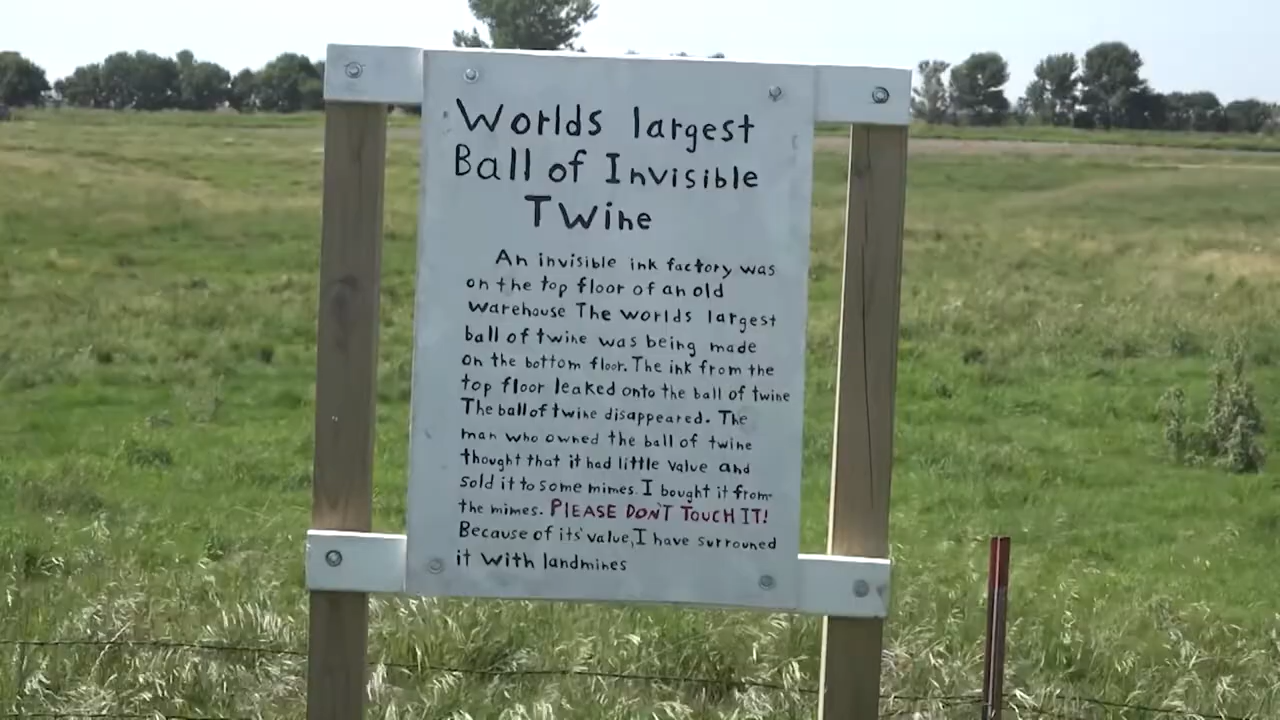 Worlds largest
Ball of Invisible
Twine
An invisible ink factory was
on the top floor of an old
warehouse The worlds largest
ball of twine was being made
on the bottom floor. The ink from the
top floor leaked onto the ball of twine
The ball of twine disappeared. The
man who owned the ball of twine
thought that it had little value and
sold it to some mimes. I bought it from
the mimes. PLEASE DON'T TOUCH IT!
Because of its' value, I have surrouned
it with landmines